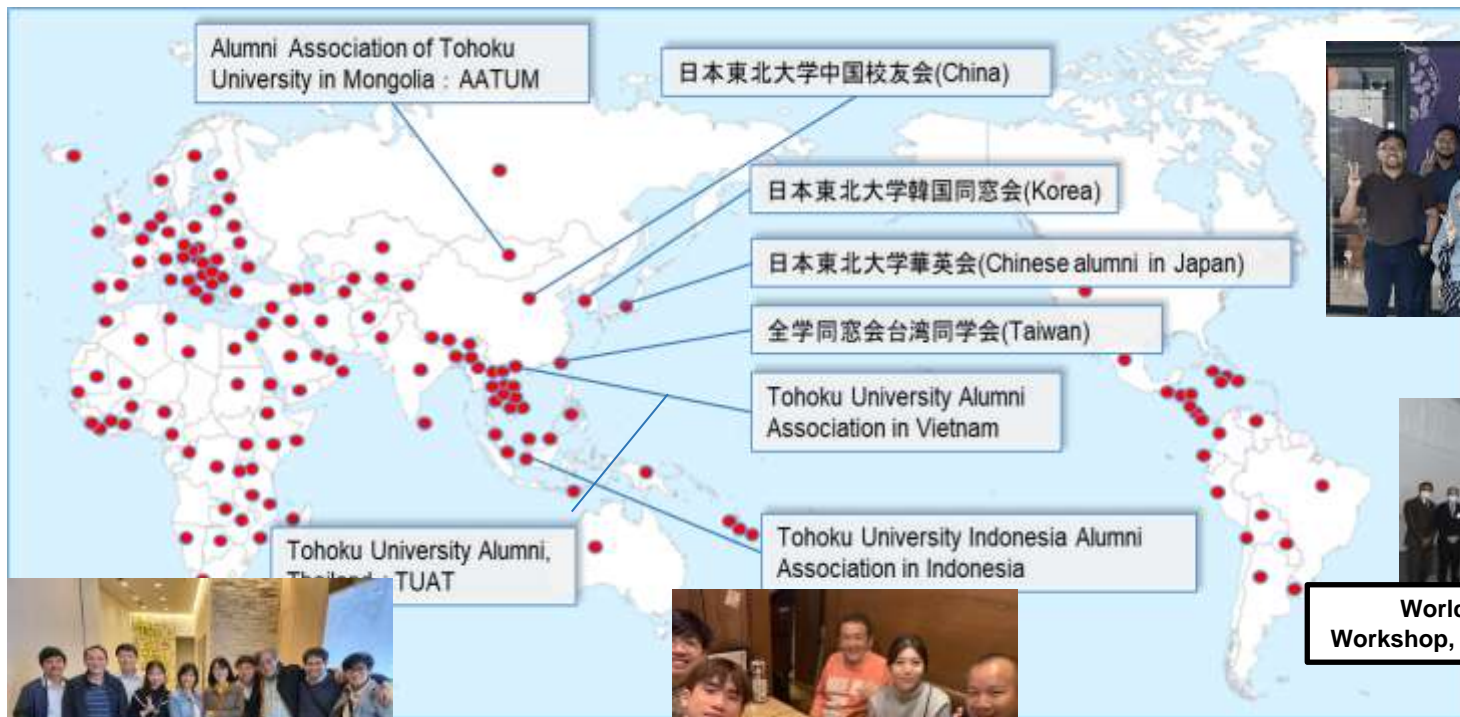 Alumni Association of Tohoku
University in Mongolia : AATUM
日本東北大学中国校友会(China)
日本東北大学韓国同窓会(Korea)
日本東北大学華英会(Chinese alumni in Japan)
全学同窓会台湾同学会(Taiwan)
Tohoku University Alumni
Association in Vietnam
Tohoku University Indonesia Alumni
Association in Indonesia
Tohoku University Alumni,
Thailand : TUAT
World
Workshop,